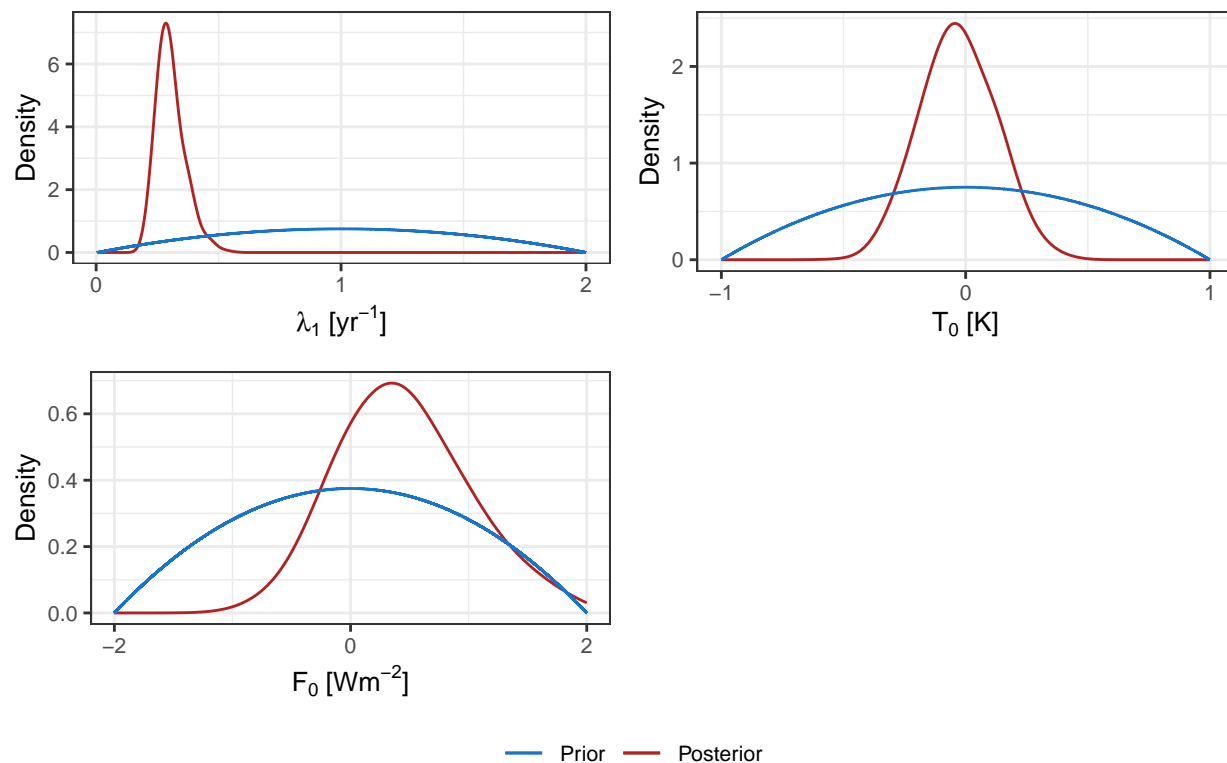 Density
6
4
2
0
0 1 2
λ₁ [yr⁻¹]
Density
2
1
0
−1 0 1
T₀ [K]
Density
0.6
0.4
0.2
0.0
−2 0 2
F₀ [Wm⁻²]
Prior Posterior